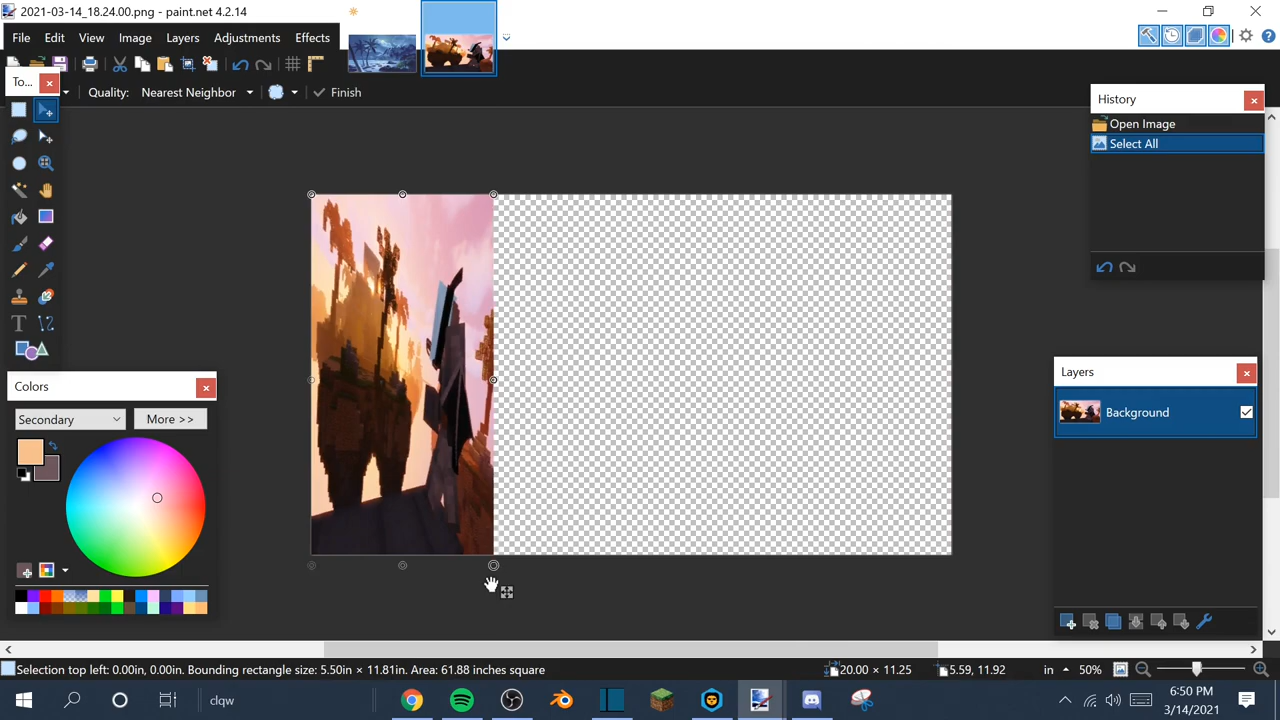 2021-03-14_18.24.00.png - paint.net 4.2.14
File Edit View Image Layers Adjustments Effects
To...
Quality: Nearest Neighbor Finish
History
Open Image
Select All
Colors
Secondary More >>
Layers
Background
Selection top left: 0.00in, 0.00in. Bounding rectangle size: 5.50in × 11.81in. Area: 61.88 inches square 20.00 × 11.25 5.59, 11.92 in 50%
clqw
6:50 PM
3/14/2021